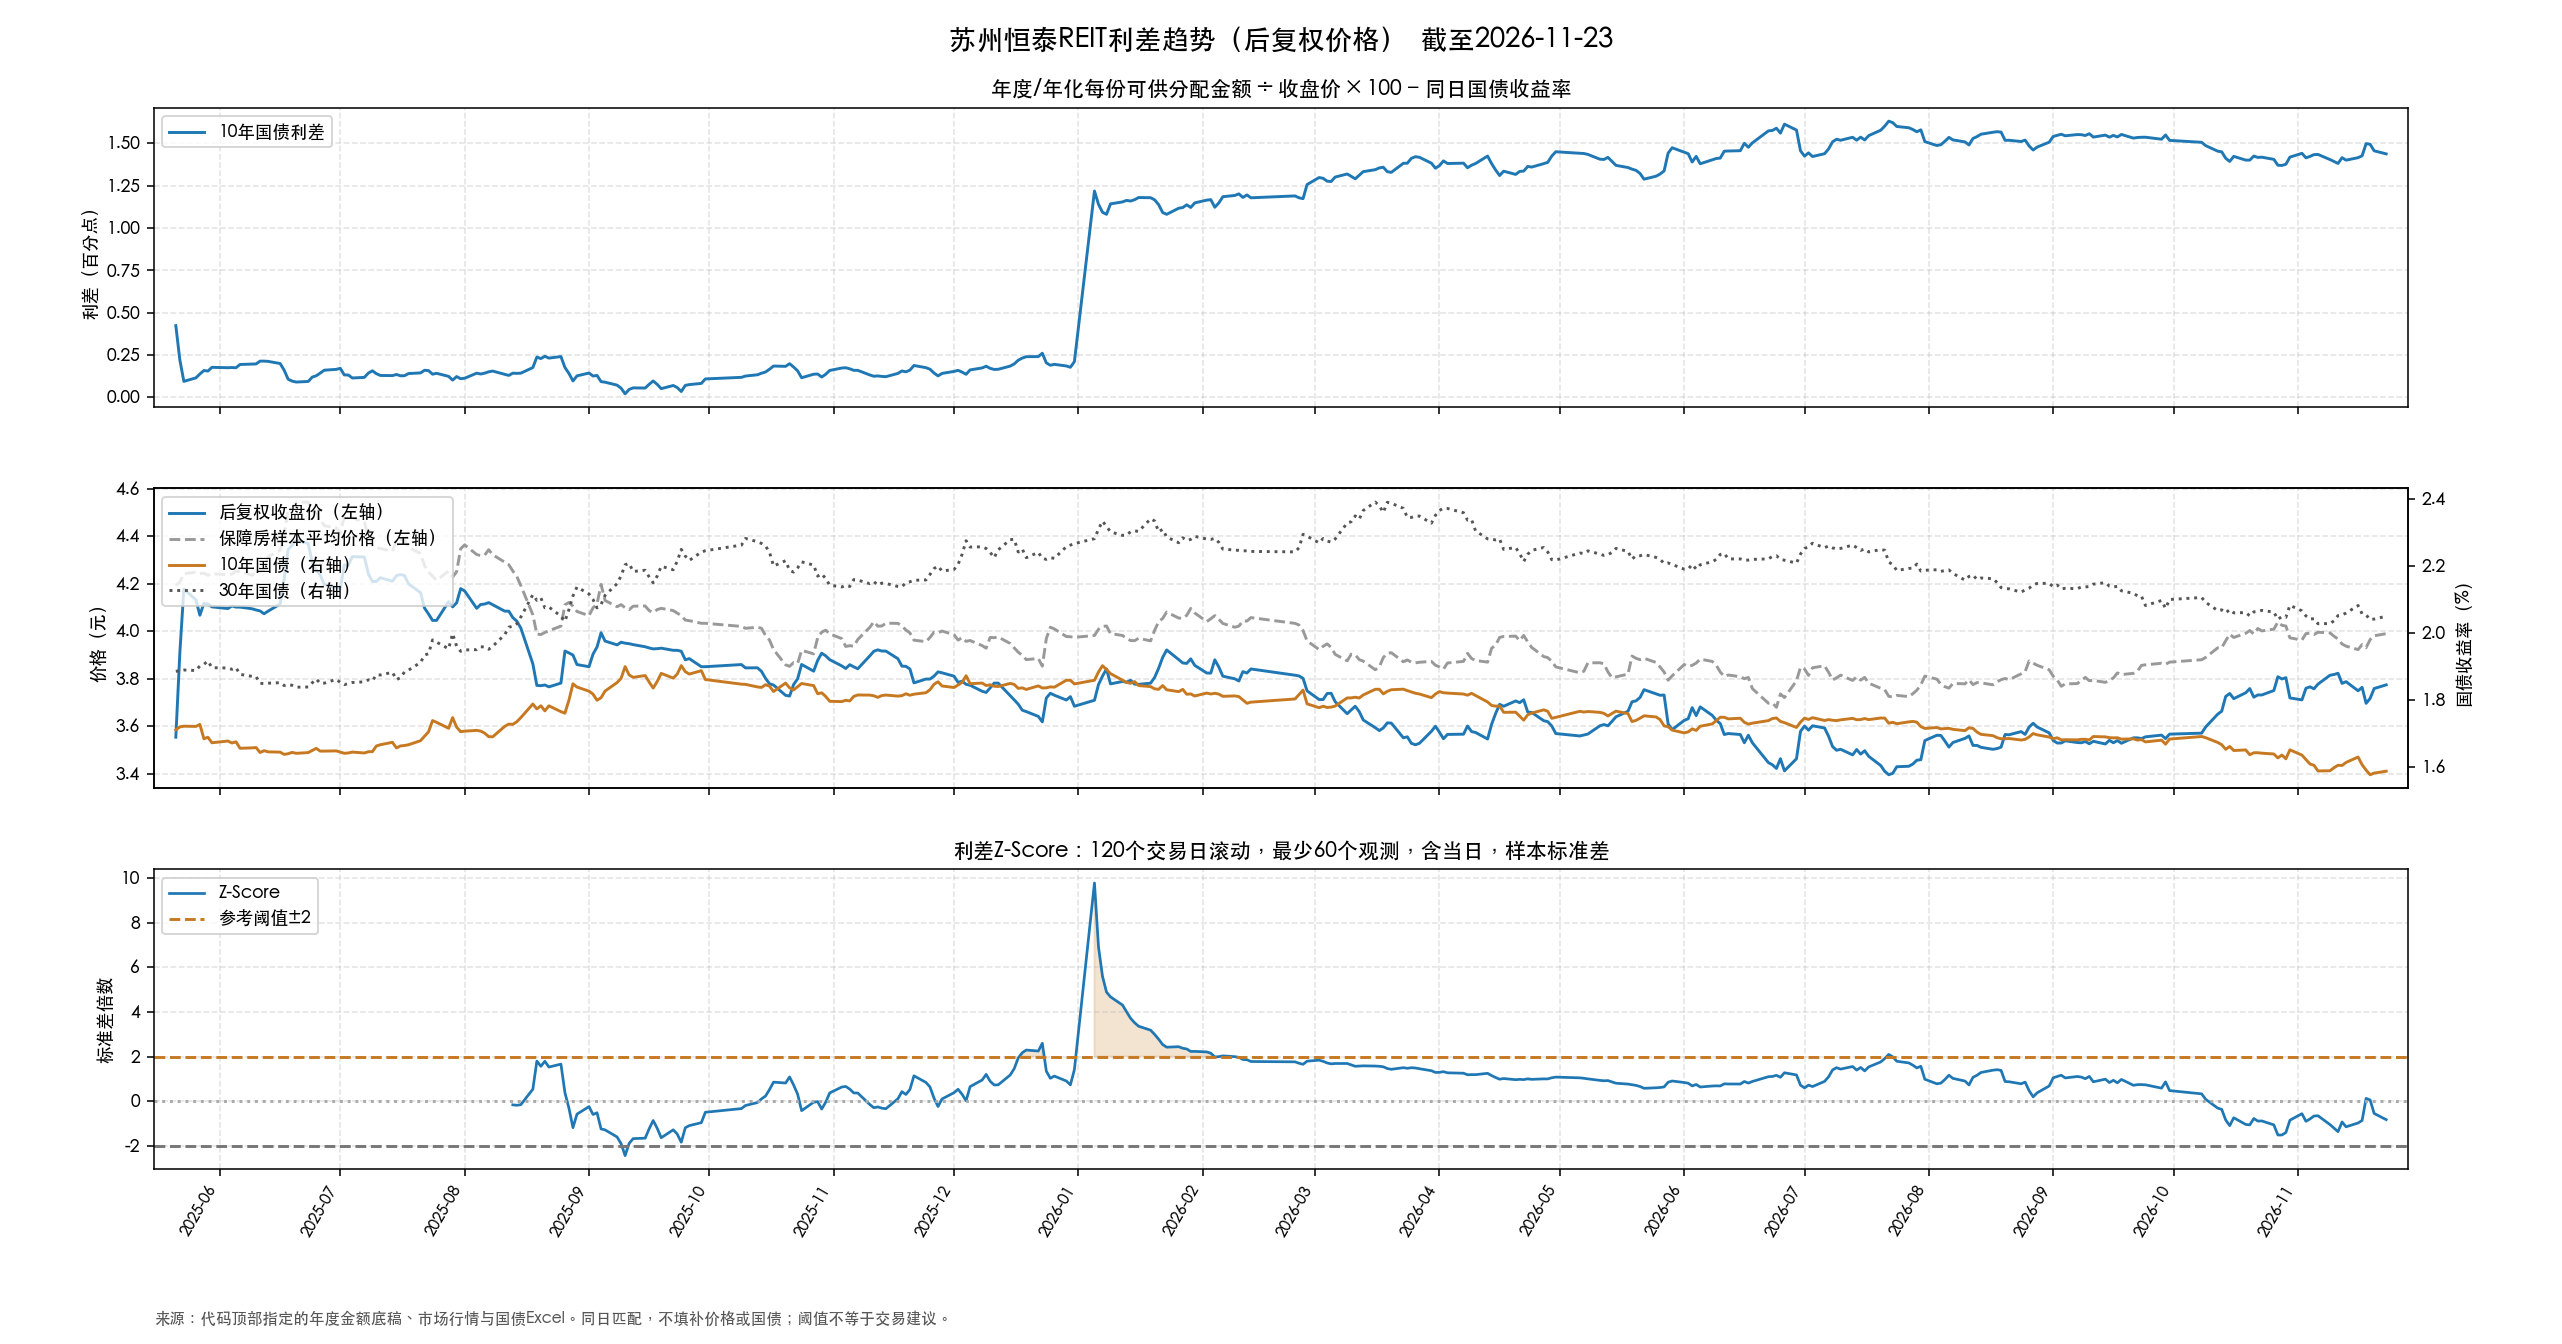 苏州恒泰REIT利差趋势（后复权价格） 截至2026-11-23
年度/年化每份可供分配金额 ÷ 收盘价 × 100 − 同日国债收益率
10年国债利差
利差（百分点）
1.50
1.25
1.00
0.75
0.50
0.25
0.00
后复权收盘价（左轴）
保障房样本平均价格（左轴）
10年国债（右轴）
30年国债（右轴）
价格（元）
4.6
4.4
4.2
4.0
3.8
3.6
3.4
2.4
2.2
2.0
1.8
1.6
国债收益率（%）
利差Z-Score：120个交易日滚动，最少60个观测，含当日，样本标准差
Z-Score
参考阈值±2
标准差倍数
10
8
6
4
2
0
-2
2025-06
2025-07
2025-08
2025-09
2025-10
2025-11
2025-12
2026-01
2026-02
2026-03
2026-04
2026-05
2026-06
2026-07
2026-08
2026-09
2026-10
2026-11
来源：代码顶部指定的年度金额底稿、市场行情与国债Excel。同日匹配，不填补价格或国债；阈值不等于交易建议。